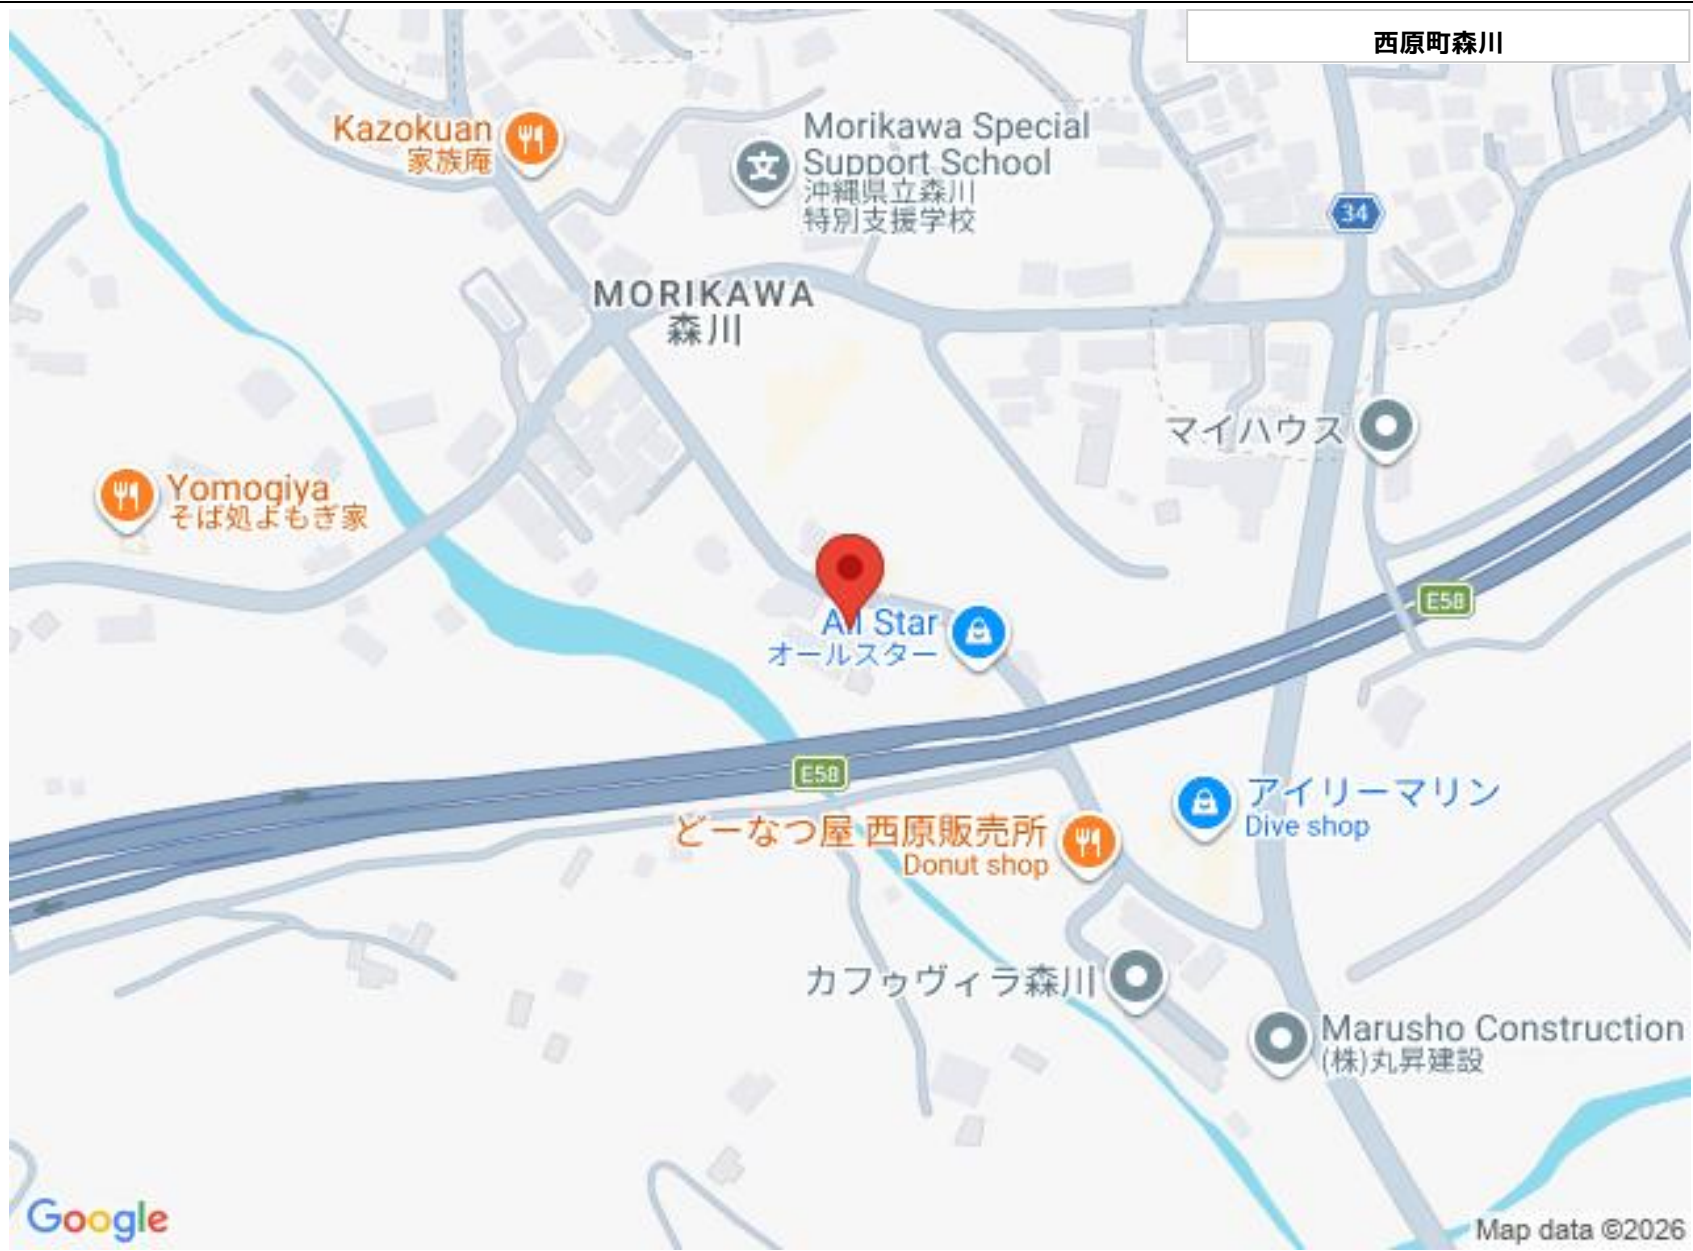 西原町森川
Kazokuan
家族庵
Morikawa Special
Support School
沖縄県立森川
特別支援学校
34
MORIKAWA
森川
マイハウス
Yomogiya
そば処よもぎ家
E58
All Star
オールスター
E58
アイリーマリン
Dive shop
どーなつ屋 西原販売所
Donut shop
カフゥヴィラ森川
Marusho Construction
(株)丸昇建設
Google
Map data ©2026